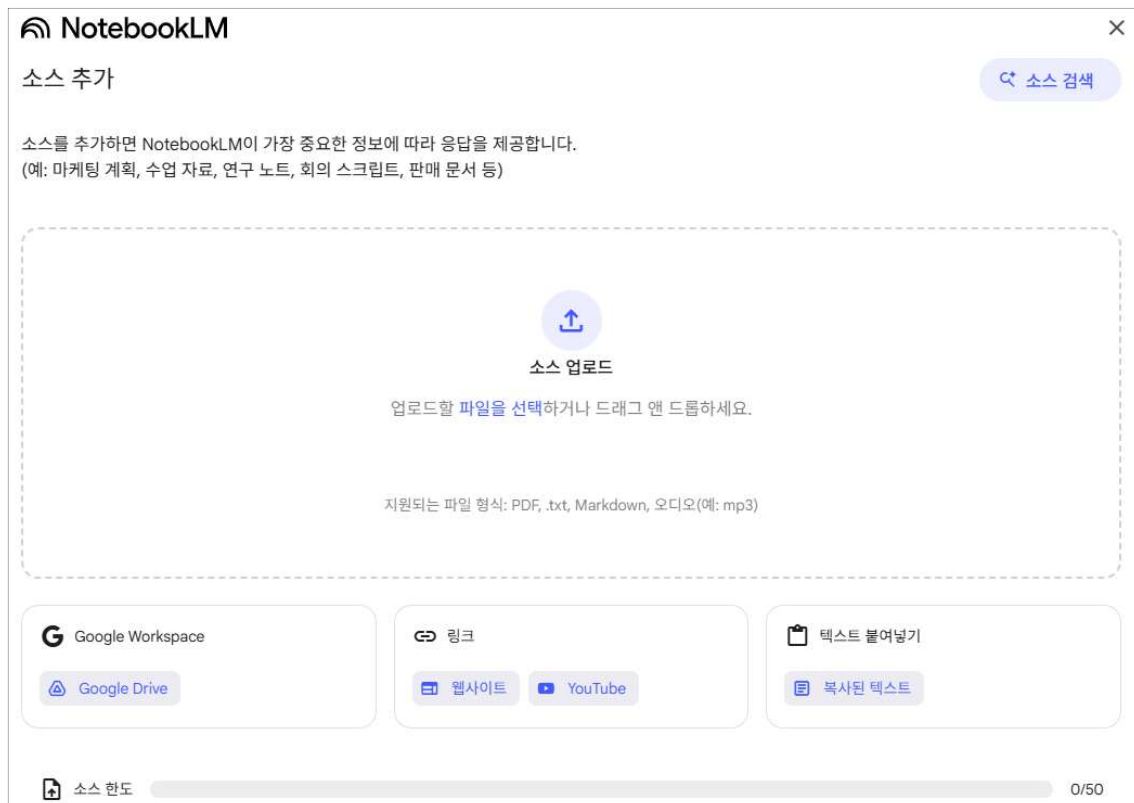 NotebookLM
소스 추가
소스 검색
소스를 추가하면 NotebookLM이 가장 중요한 정보에 따라 응답을 제공합니다.
(예: 마케팅 계획, 수업 자료, 연구 노트, 회의 스크립트, 판매 문서 등)
소스 업로드
업로드할 파일을 선택하거나 드래그 앤 드롭하세요.
지원되는 파일 형식: PDF, .txt, Markdown, 오디오(예: mp3)
Google Workspace
Google Drive
링크
웹사이트
YouTube
텍스트 붙여넣기
복사된 텍스트
소스 한도
0/50